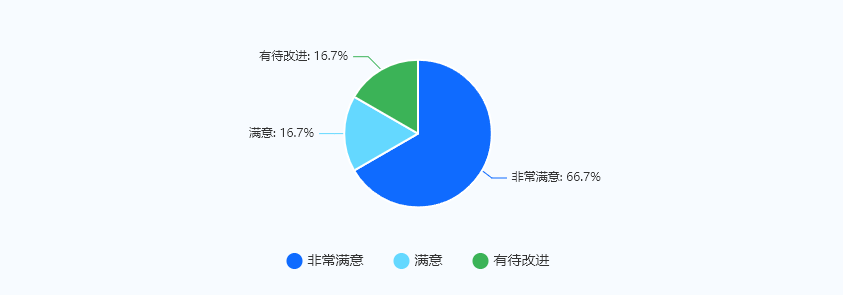 有待改进: 16.7%
满意: 16.7%
非常满意: 66.7%
非常满意 满意 有待改进